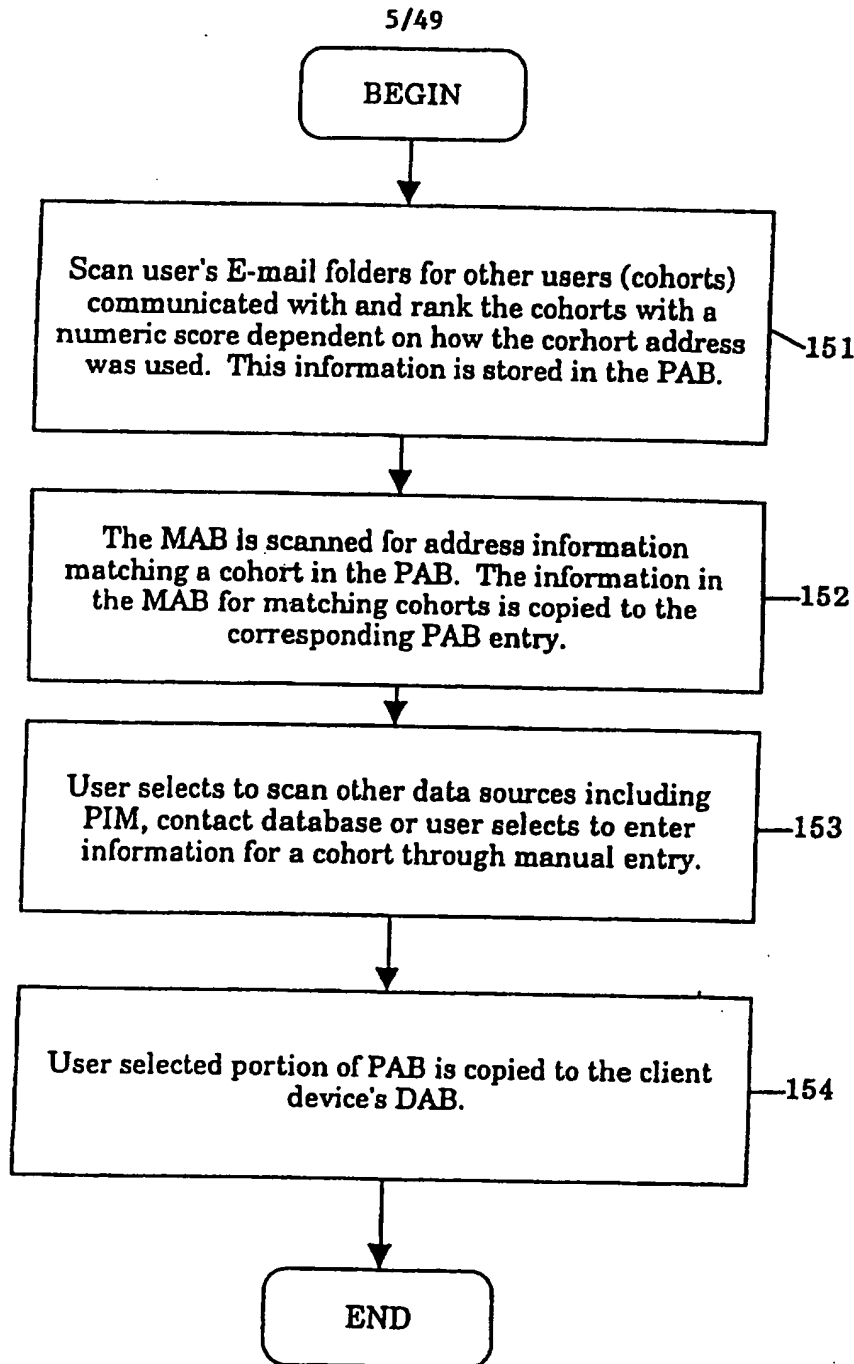 5/49
BEGIN
Scan user's E-mail folders for other users (cohorts)
communicated with and rank the cohorts with a
numeric score dependent on how the corhort address
was used. This information is stored in the PAB.
151
The MAB is scanned for address information
matching a cohort in the PAB. The information in
the MAB for matching cohorts is copied to the
corresponding PAB entry.
152
User selects to scan other data sources including
PIM, contact database or user selects to enter
information for a cohort through manual entry.
153
User selected portion of PAB is copied to the client
device's DAB.
154
END